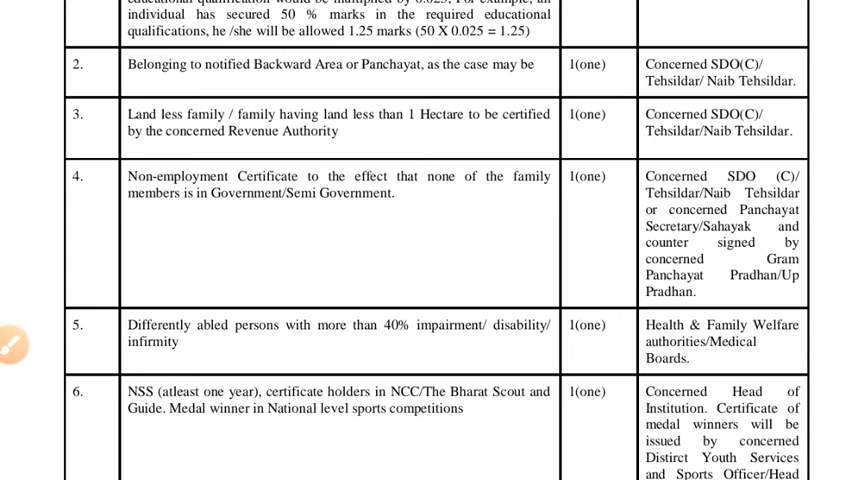 individual has secured 50 % marks in the required educational
qualifications, he /she will be allowed 1.25 marks (50 X 0.025 = 1.25)
2. Belonging to notified Backward Area or Panchayat, as the case may be 1(one) Concerned SDO(C)/
Tehsildar/ Naib Tehsildar.
3. Land less family / family having land less than 1 Hectare to be certified 1(one) Concerned SDO(C)/
by the concerned Revenue Authority Tehsildar/Naib Tehsildar.
4. Non-employment Certificate to the effect that none of the family 1(one) Concerned SDO (C)/
members is in Government/Semi Government. Tehsildar/Naib Tehsildar
or concerned Panchayat
Secretary/Sahayak and
counter signed by
concerned Gram
Panchayat Pradhan/Up
Pradhan.
5. Differently abled persons with more than 40% impairment/ disability/ 1(one) Health & Family Welfare
infirmity authorities/Medical
Boards.
6. NSS (atleast one year), certificate holders in NCC/The Bharat Scout and 1(one) Concerned Head of
Guide. Medal winner in National level sports competitions Institution. Certificate of
medal winners will be
issued by concerned
Distirct Youth Services
and Sports Officer/Head